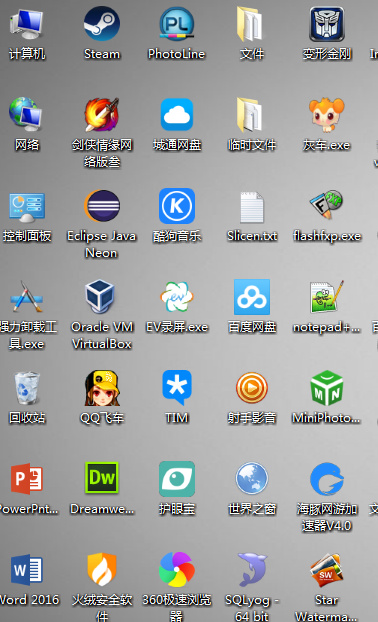 计算机
Steam
PhotoLine
文件
变形金刚
网络
剑侠情缘网
络版叁
城通网盘
临时文件
灰车.exe
控制面板
Eclipse Java
Neon
酷狗音乐
Slicen.txt
flashfxp.exe
强力卸载工
具.exe
Oracle VM
VirtualBox
EV录屏.exe
百度网盘
notepad+...
回收站
QQ飞车
TIM
射手影音
MiniPhoto...
PowerPnt...
Dreamwe...
护眼宝
世界之窗
海豚网游加
速器V4.0
Word 2016
火绒安全软
件
360极速浏览
器
SQLyog -
64 bit
Star
Waterma...